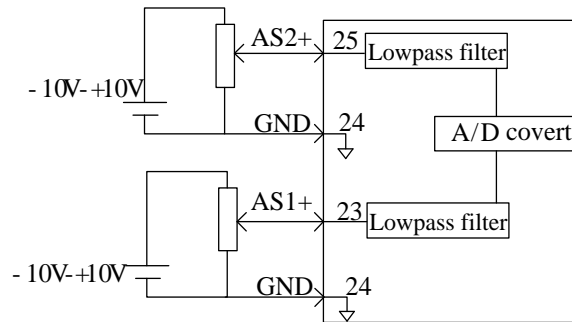 AS2+
25
Lowpass filter
- 10V-+10V
GND
24
A/D covert
AS1+
23
Lowpass filter
- 10V-+10V
GND
24